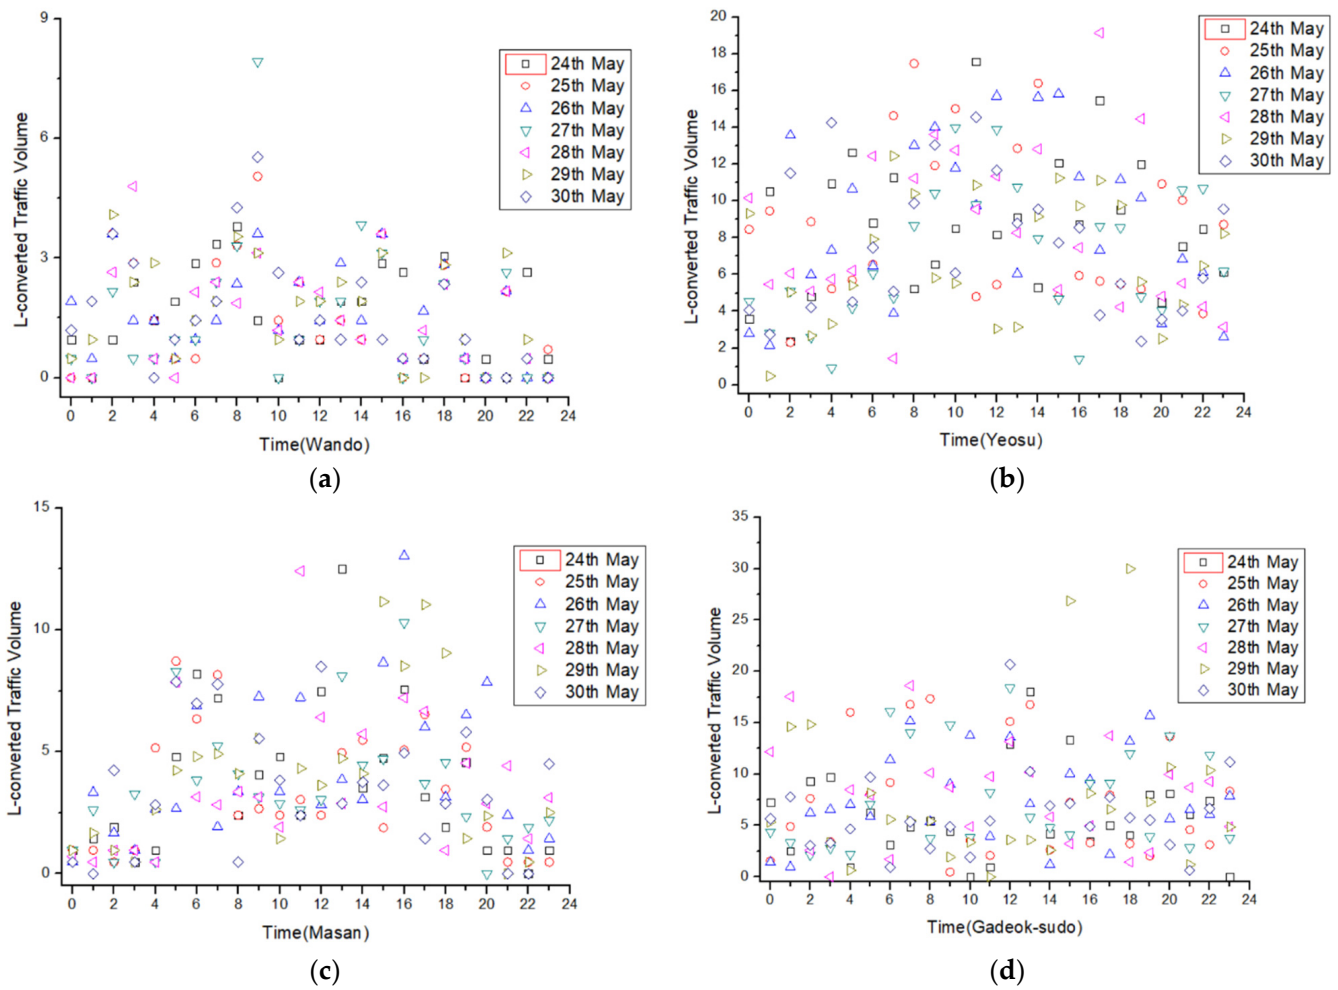 9
6
3
0
L-converted Traffic Volume
24th May
25th May
26th May
27th May
28th May
29th May
30th May
0 2 4 6 8 10 12 14 16 18 20 22 24
Time(Wando)
(a)
20
18
16
14
12
10
8
6
4
2
0
L-converted Traffic Volume
24th May
25th May
26th May
27th May
28th May
29th May
30th May
0 2 4 6 8 10 12 14 16 18 20 22 24
Time(Yeosu)
(b)
15
10
5
0
L-converted Traffic Volume
24th May
25th May
26th May
27th May
28th May
29th May
30th May
0 2 4 6 8 10 12 14 16 18 20 22 24
Time(Masan)
(c)
35
30
25
20
15
10
5
0
L-converted Traffic Volume
24th May
25th May
26th May
27th May
28th May
29th May
30th May
0 2 4 6 8 10 12 14 16 18 20 22 24
Time(Gadeok-sudo)
(d)